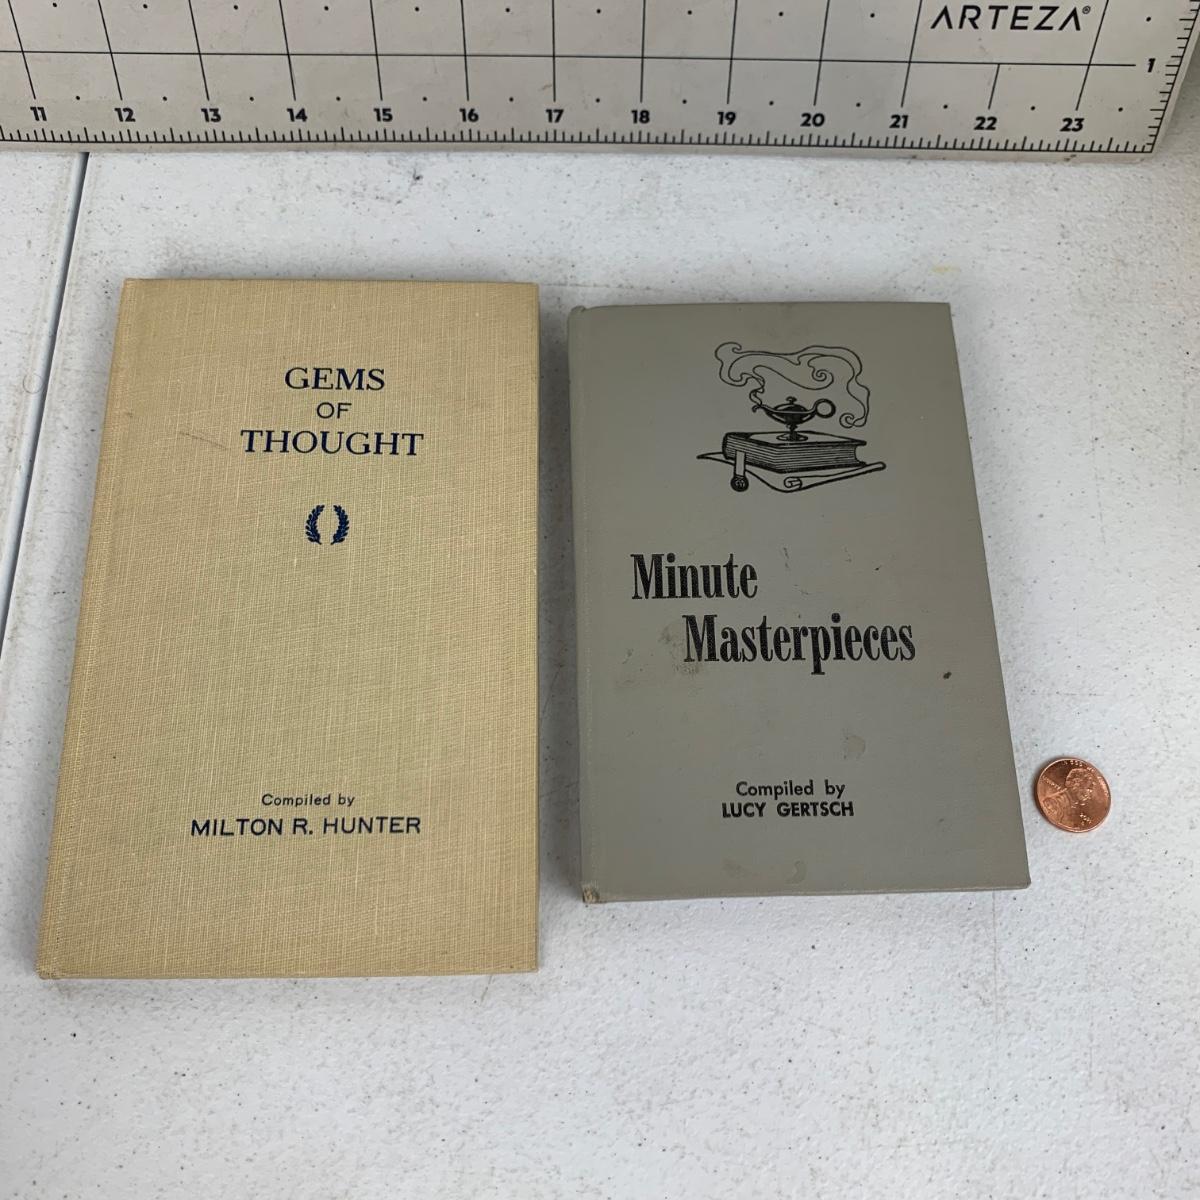 ARTEZA®
1
11 12 13 14 15 16 17 18 19 20 21 22 23
GEMS
OF
THOUGHT
Compiled by
MILTON R. HUNTER
Minute
Masterpieces
Compiled by
LUCY GERTSCH